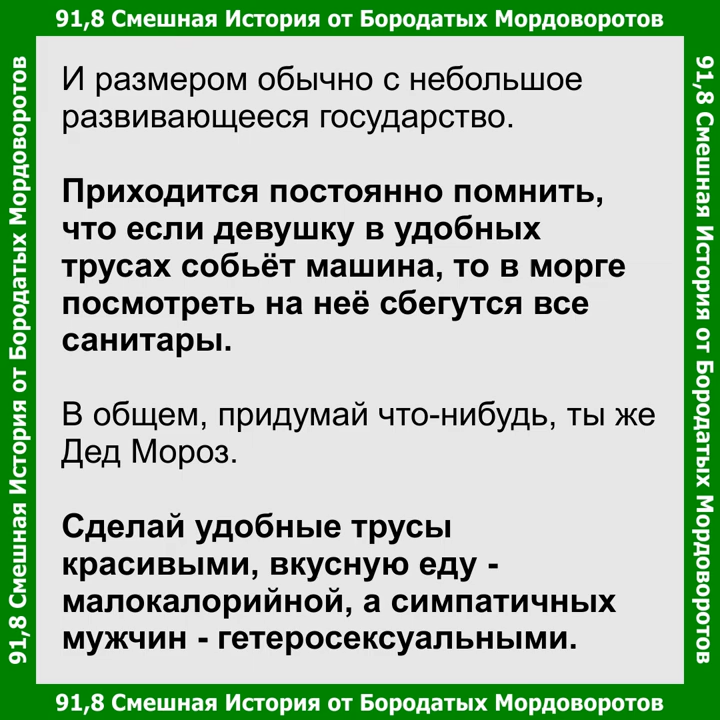 91,8 Смешная История от Бородатых Мордоворотов
91,8 Смешная История от Бородатых Мордоворотов
91,8 Смешная История от Бородатых Мордоворотов
И размером обычно с небольшое
развивающееся государство.
Приходится постоянно помнить,
что если девушку в удобных
трусах собьёт машина, то в морге
посмотреть на неё сбегутся все
санитары.
В общем, придумай что-нибудь, ты же
Дед Мороз.
Сделай удобные трусы
красивыми, вкусную еду -
малокалорийной, а симпатичных
мужчин - гетеросексуальными.
91,8 Смешная История от Бородатых Мордоворотов